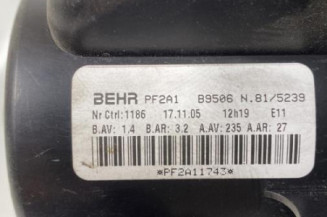 BEHR PF2A1 B9506 N.81/5239
Nr Ctrl:1186 17.11.05 12h19 E11
B.AV: 1.4 B.AR: 3.2 A.AV: 235 A.AR: 27
*PF2A11743*